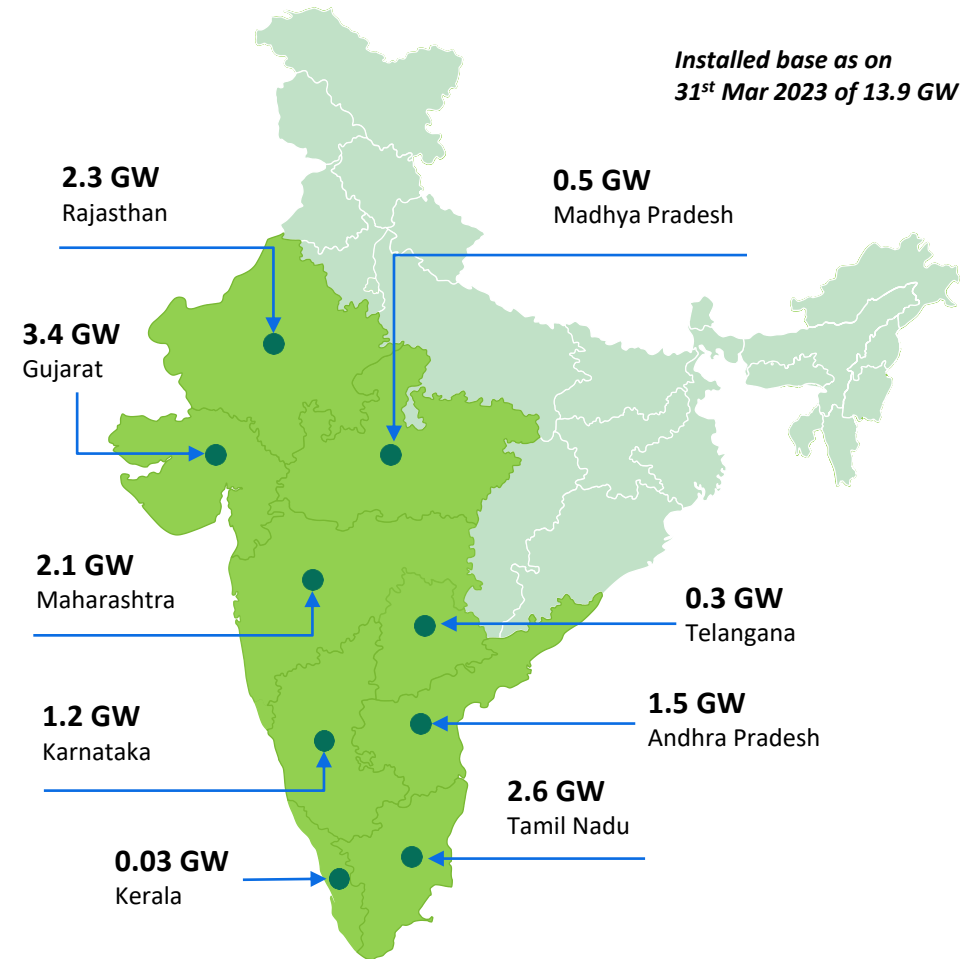 Installed base as on
31st Mar 2023 of 13.9 GW
2.3 GW
Rajasthan
0.5 GW
Madhya Pradesh
3.4 GW
Gujarat
2.1 GW
Maharashtra
0.3 GW
Telangana
1.2 GW
Karnataka
1.5 GW
Andhra Pradesh
2.6 GW
Tamil Nadu
0.03 GW
Kerala